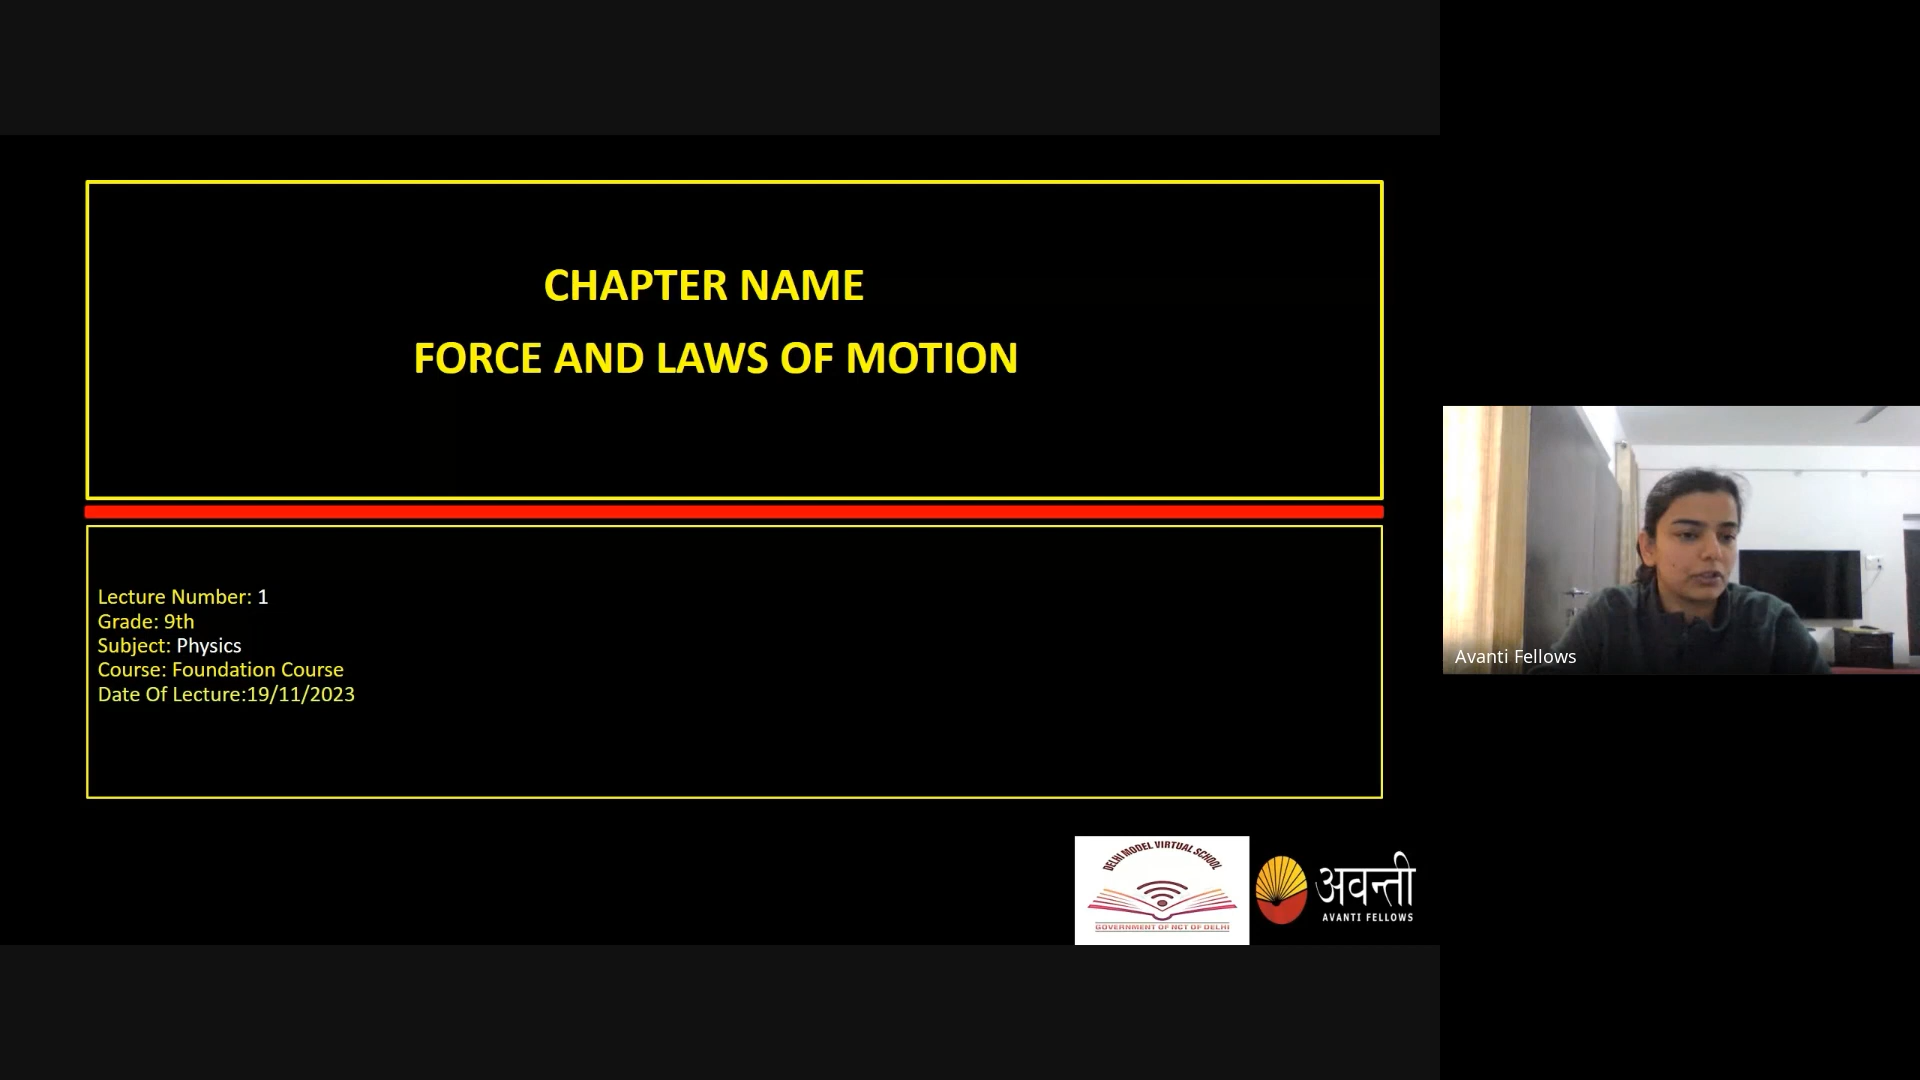 CHAPTER NAME
FORCE AND LAWS OF MOTION
Lecture Number: 1
Grade: 9th
Subject: Physics
Course: Foundation Course
Date Of Lecture:19/11/2023
Avanti Fellows
DELHI MODEL VIRTUAL SCHOOL
GOVERNMENT OF NCT OF DELHI
अवन्ती
AVANTI FELLOWS